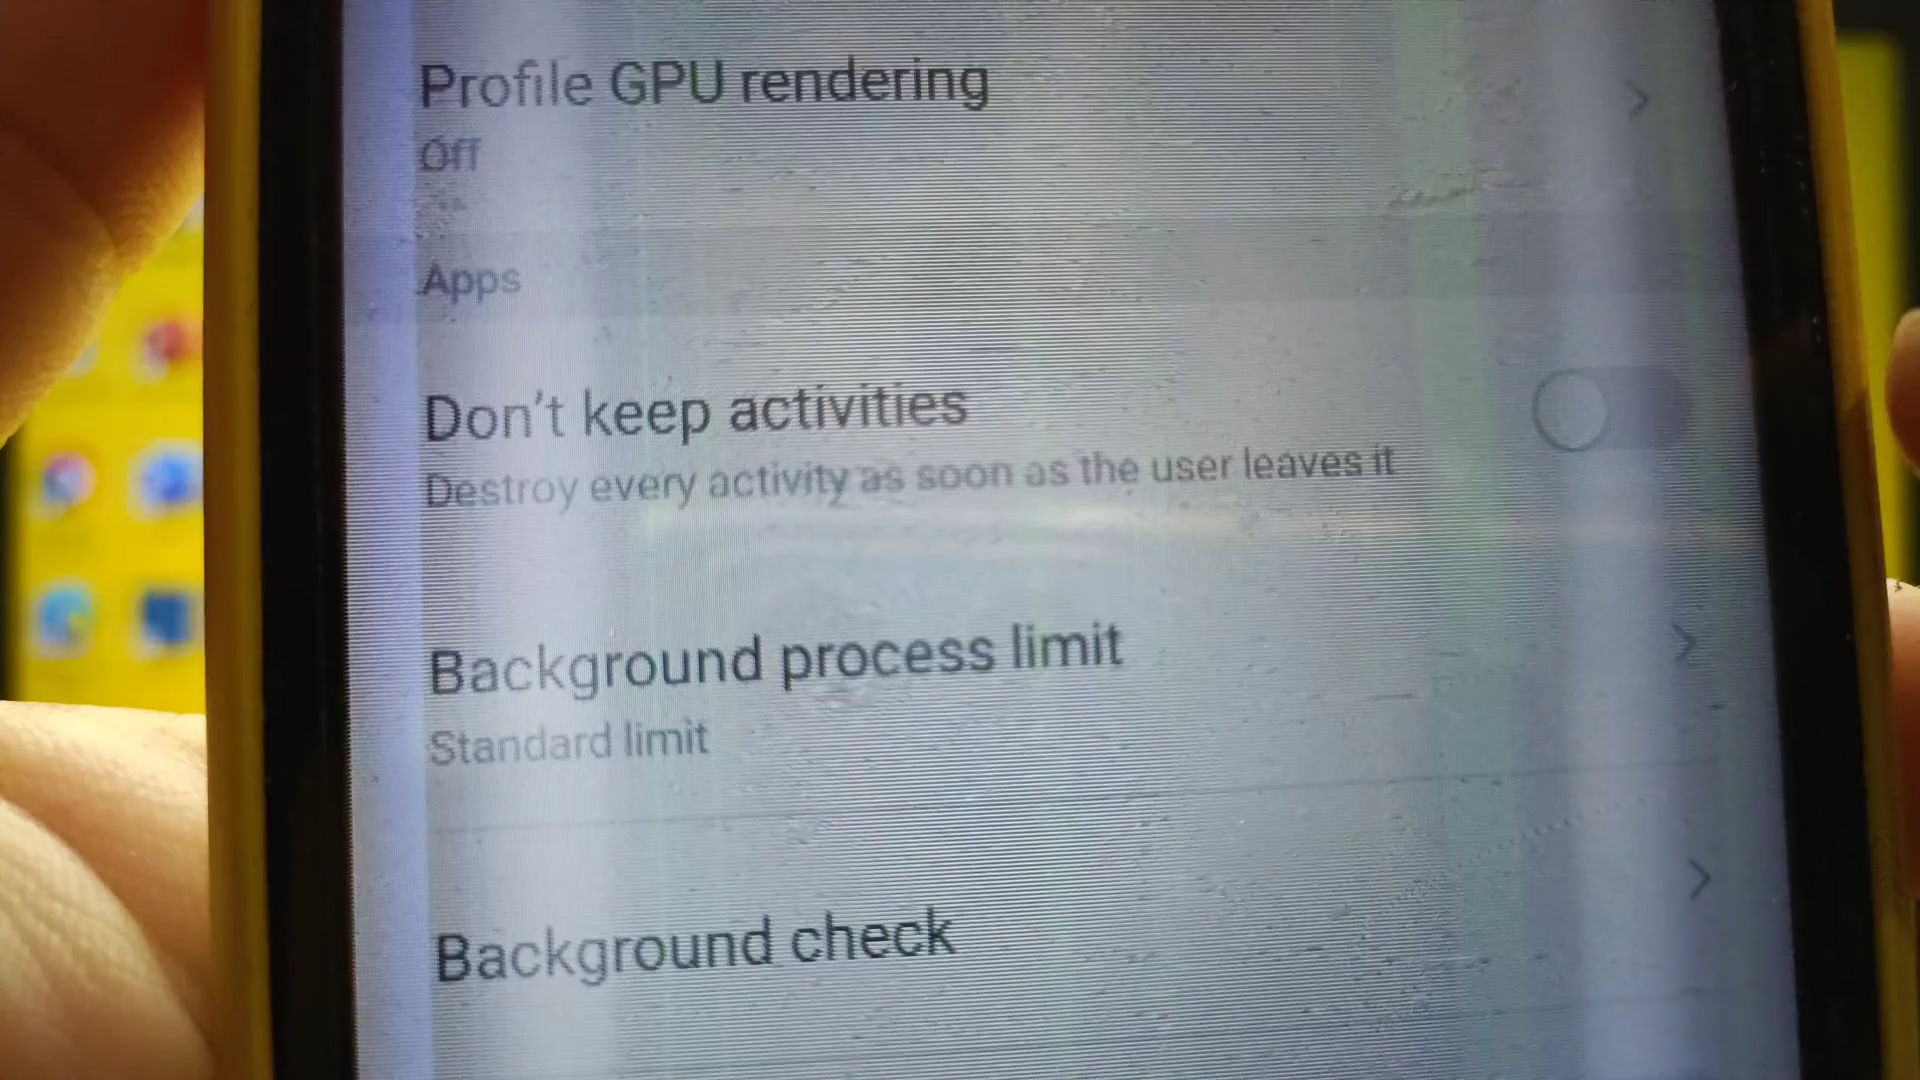 Profile GPU rendering
Off
Apps
Don't keep activities
Destroy every activity as soon as the user leaves it
Background process limit
Standard limit
Background check